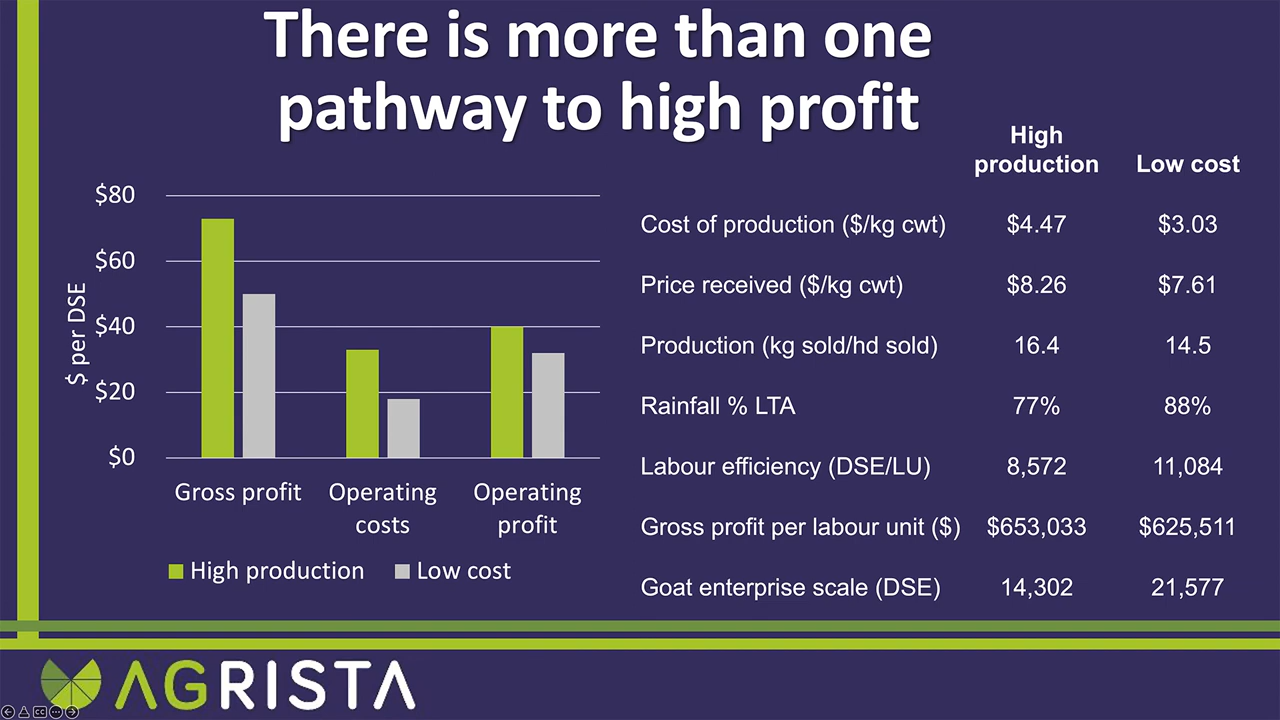 There is more than one
pathway to high profit
$80
$60
$40
$20
$0
$ per DSE
Gross profit
Operating
costs
Operating
profit
High production
Low cost
High
production
Low cost
Cost of production ($/kg cwt) $4.47 $3.03
Price received ($/kg cwt) $8.26 $7.61
Production (kg sold/hd sold) 16.4 14.5
Rainfall % LTA 77% 88%
Labour efficiency (DSE/LU) 8,572 11,084
Gross profit per labour unit ($) $653,033 $625,511
Goat enterprise scale (DSE) 14,302 21,577
AGRISTA